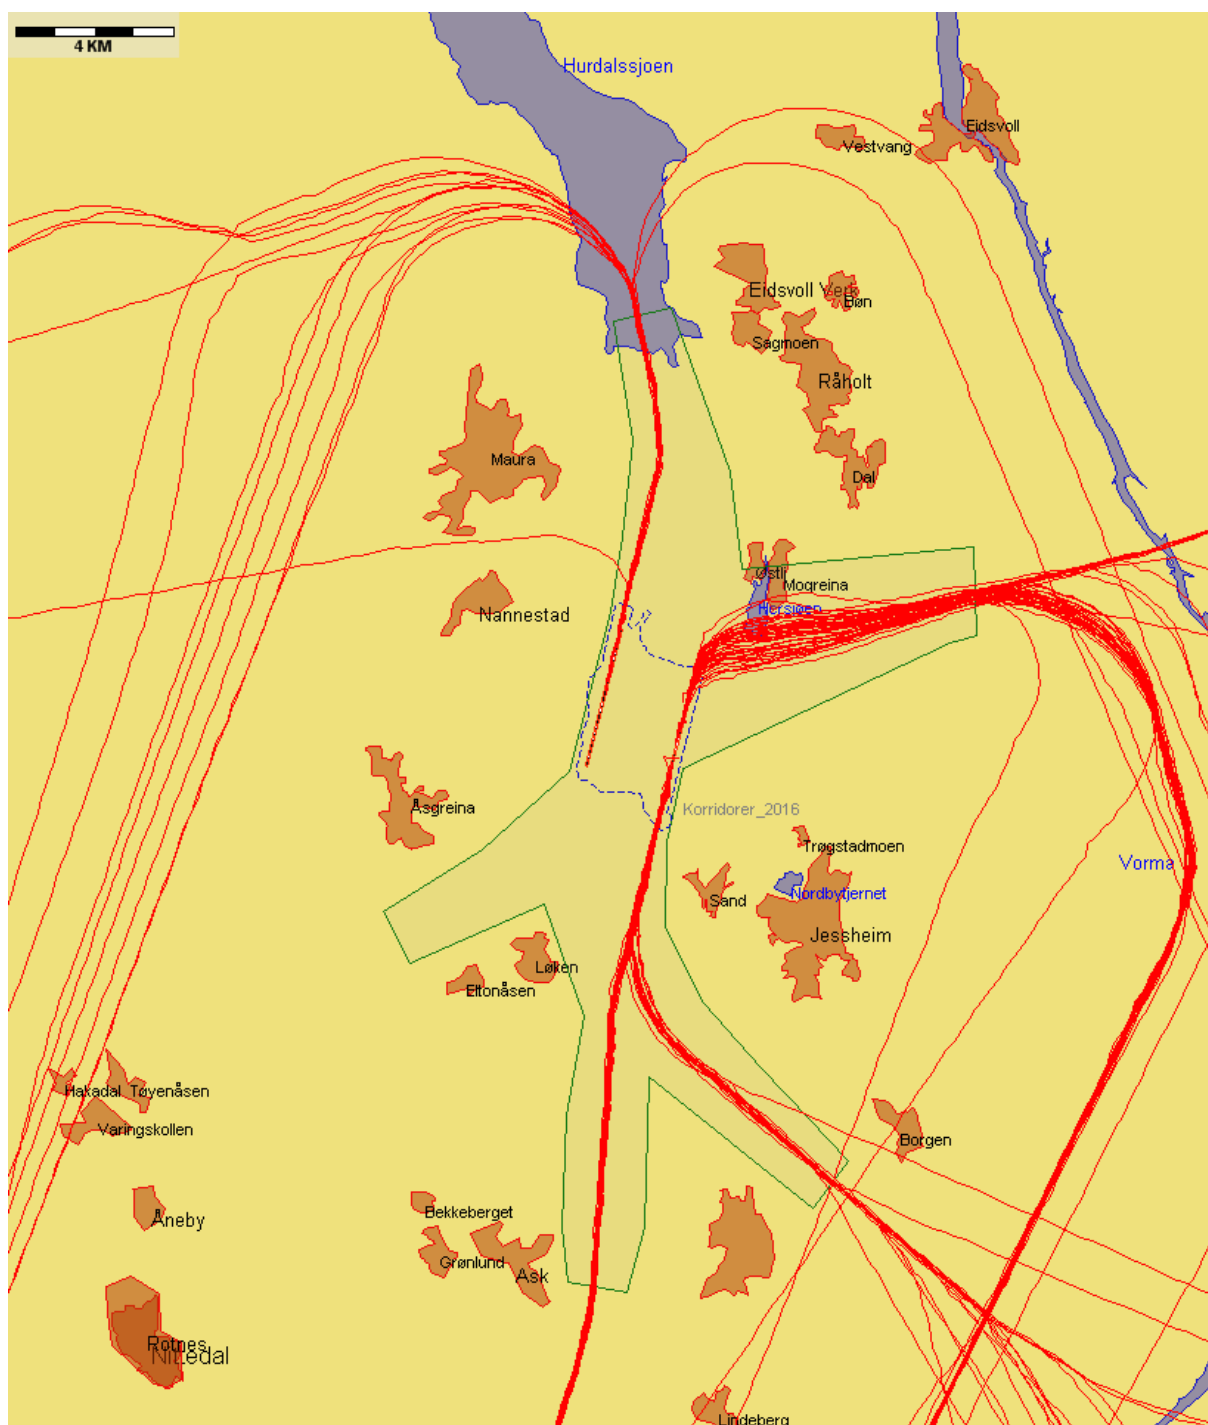 4 KM
Hurdalssjoen
Eidsvoll
Vestvang
Eidsvoll Verk
Bøn
Sagmoen
Råholt
Maura
Dal
Østli
Mogreina
Hersjoen
Nannestad
Åsgreina
Korridorer_2016
Trøgstadmoen
Vorma
Sand
Nordbytjernet
Jessheim
Løken
Eltonåsen
Hakadal
Tøyenåsen
Varingskollen
Borgen
Åneby
Bekkeberget
Grønlund
Ask
Rotnes
Nittedal
Lindeberg